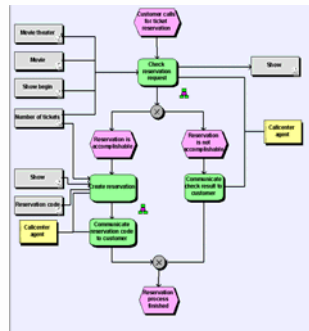 Customer calls
for ticket
reservation
Movie theater
Movie
Show begin
Number of tickets
Check
reservation
request
Show
Reservation is
accomplishable
Reservation
is not
accomplishable
Callcenter
agent
Show
Reservation code
Callcenter
agent
Create reservation
Communicate
check result to
customer
Communicate
reservation code
to customer
Reservation
process
finished